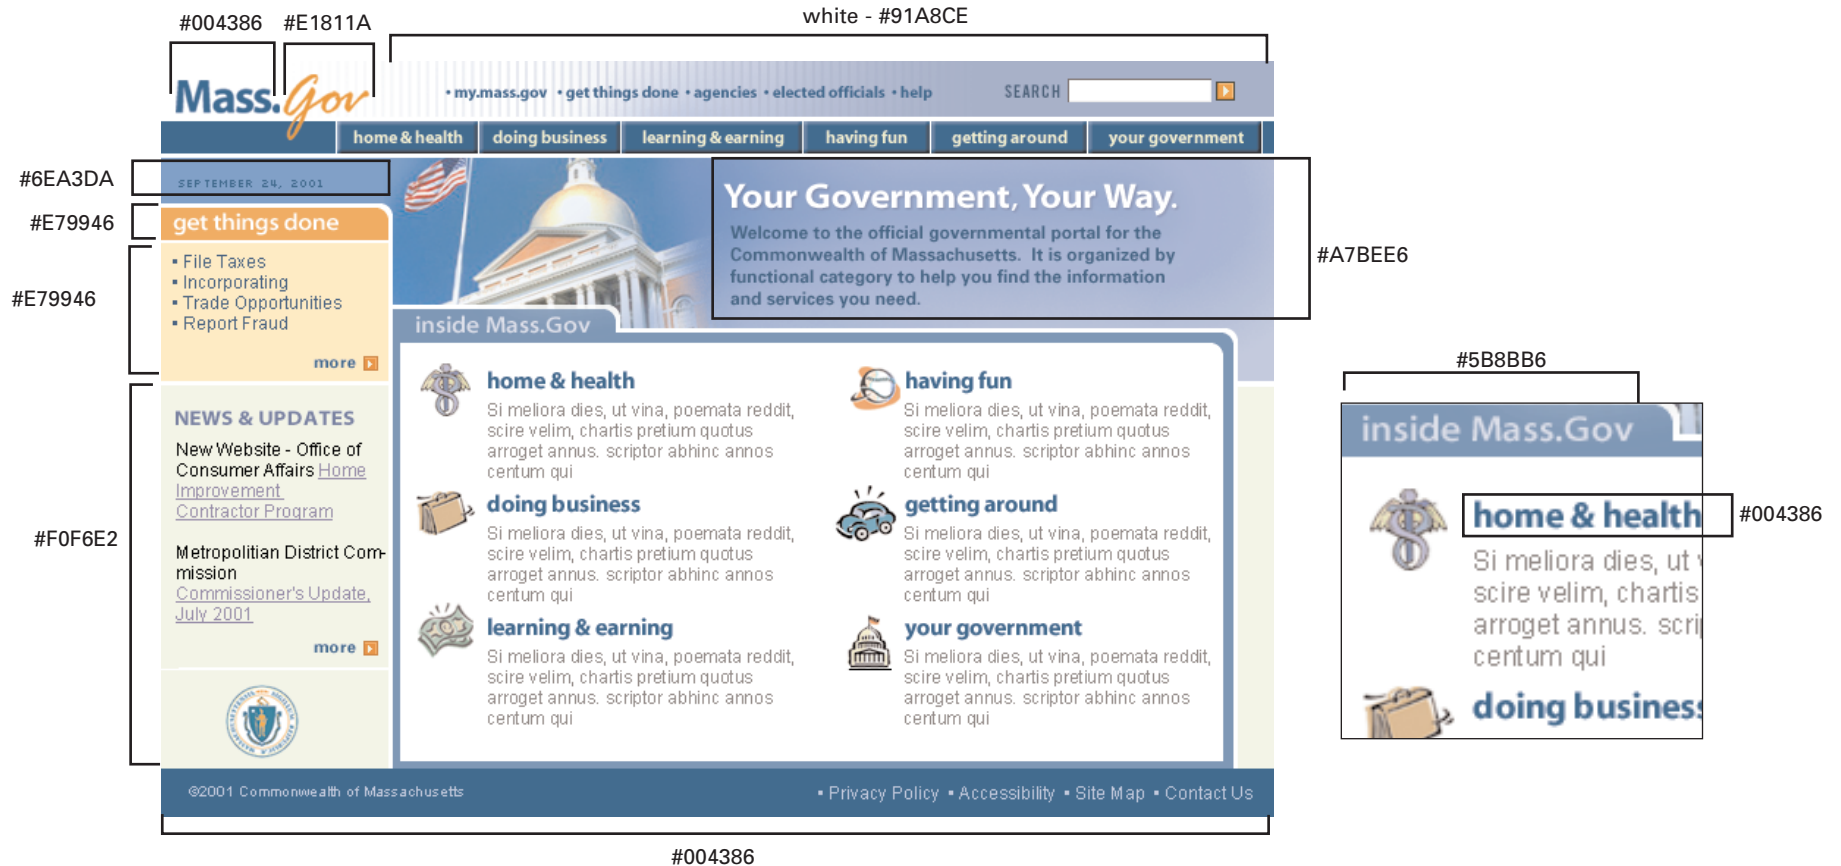 #004386 #E1811A
white - #91A8CE
Mass.Gov
▪ my.mass.gov ▪ get things done ▪ agencies ▪ elected officials ▪ help
SEARCH
home & health
doing business
learning & earning
having fun
getting around
your government
#6EA3DA
SEPTEMBER 24, 2001
#E79946
get things done
#E79946
▪ File Taxes
▪ Incorporating
▪ Trade Opportunities
▪ Report Fraud
more
Your Government, Your Way.
Welcome to the official governmental portal for the
Commonwealth of Massachusetts. It is organized by
functional category to help you find the information
and services you need.
#A7BEE6
#F0F6E2
NEWS & UPDATES
New Website - Office of
Consumer Affairs Home
Improvement
Contractor Program
Metropolitian District Com-
mission
Commissioner's Update,
July 2001
more
inside Mass.Gov
home & health
Si meliora dies, ut vina, poemata reddit,
scire velim, chartis pretium quotus
arroget annus. scriptor abhinc annos
centum qui
doing business
Si meliora dies, ut vina, poemata reddit,
scire velim, chartis pretium quotus
arroget annus. scriptor abhinc annos
centum qui
learning & earning
Si meliora dies, ut vina, poemata reddit,
scire velim, chartis pretium quotus
arroget annus. scriptor abhinc annos
centum qui
having fun
Si meliora dies, ut vina, poemata reddit,
scire velim, chartis pretium quotus
arroget annus. scriptor abhinc annos
centum qui
getting around
Si meliora dies, ut vina, poemata reddit,
scire velim, chartis pretium quotus
arroget annus. scriptor abhinc annos
centum qui
your government
Si meliora dies, ut vina, poemata reddit,
scire velim, chartis pretium quotus
arroget annus. scriptor abhinc annos
centum qui
©2001 Commonwealth of Massachusetts
▪ Privacy Policy ▪ Accessibility ▪ Site Map ▪ Contact Us
#004386
#5B8BB6
inside Mass.Gov
home & health
#004386
Si meliora dies, ut
scire velim, chartis
arroget annus. scrip
centum qui
doing business